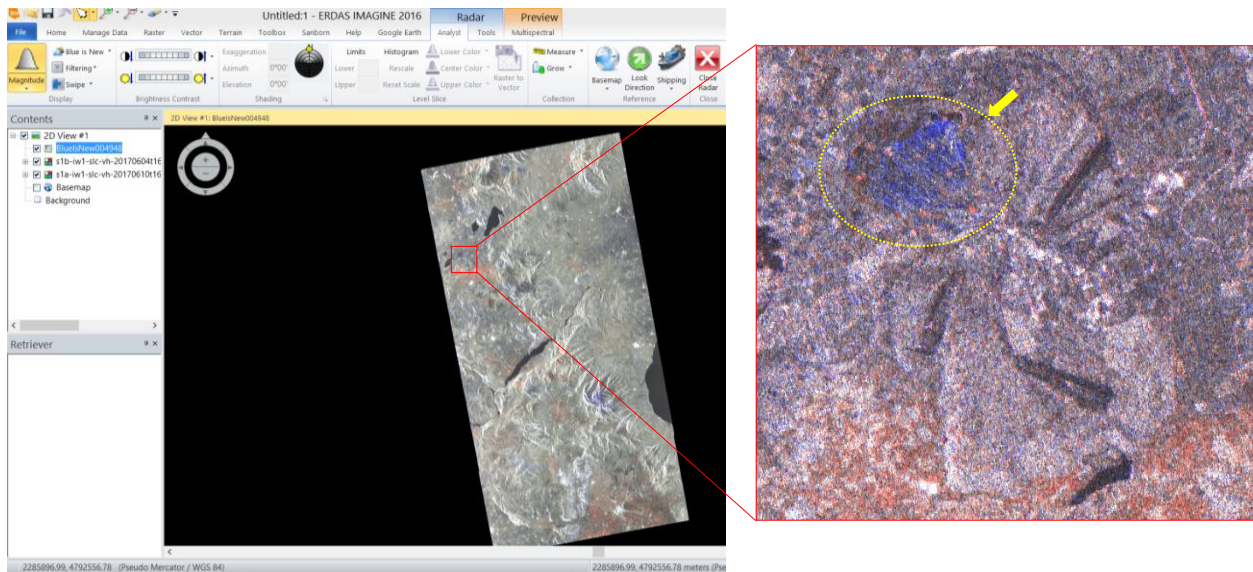 Untitled:1 - ERDAS IMAGINE 2016
Radar
Preview
File Home Manage Data Raster Vector Terrain Toolbox Sanborn Help Google Earth Analyst Tools Multispectral
Magnitude
Blue is New
Filtering
Swipe
Display
Brightness Contrast
Exaggeration
Azimuth 0°00'
Elevation 0°00'
Shading
Limits Histogram Lower Color
Lower Rescale Center Color
Upper Reset Scale Upper Color
Raster to Vector
Level Slice
Measure
Grow
Collection
Basemap
Look Direction
Shipping
Reference
Close Radar
Close
Contents
2D View #1
BlueIsNew004948
s1b-iw1-slc-vh-20170604t16
s1a-iw1-slc-vh-20170610t16
Basemap
Background
2D View #1: BlueIsNew004948
Retriever
2285896.99, 4792556.78 (Pseudo Mercator / WGS 84)
2285896.99, 4792556.78 meters (Pse